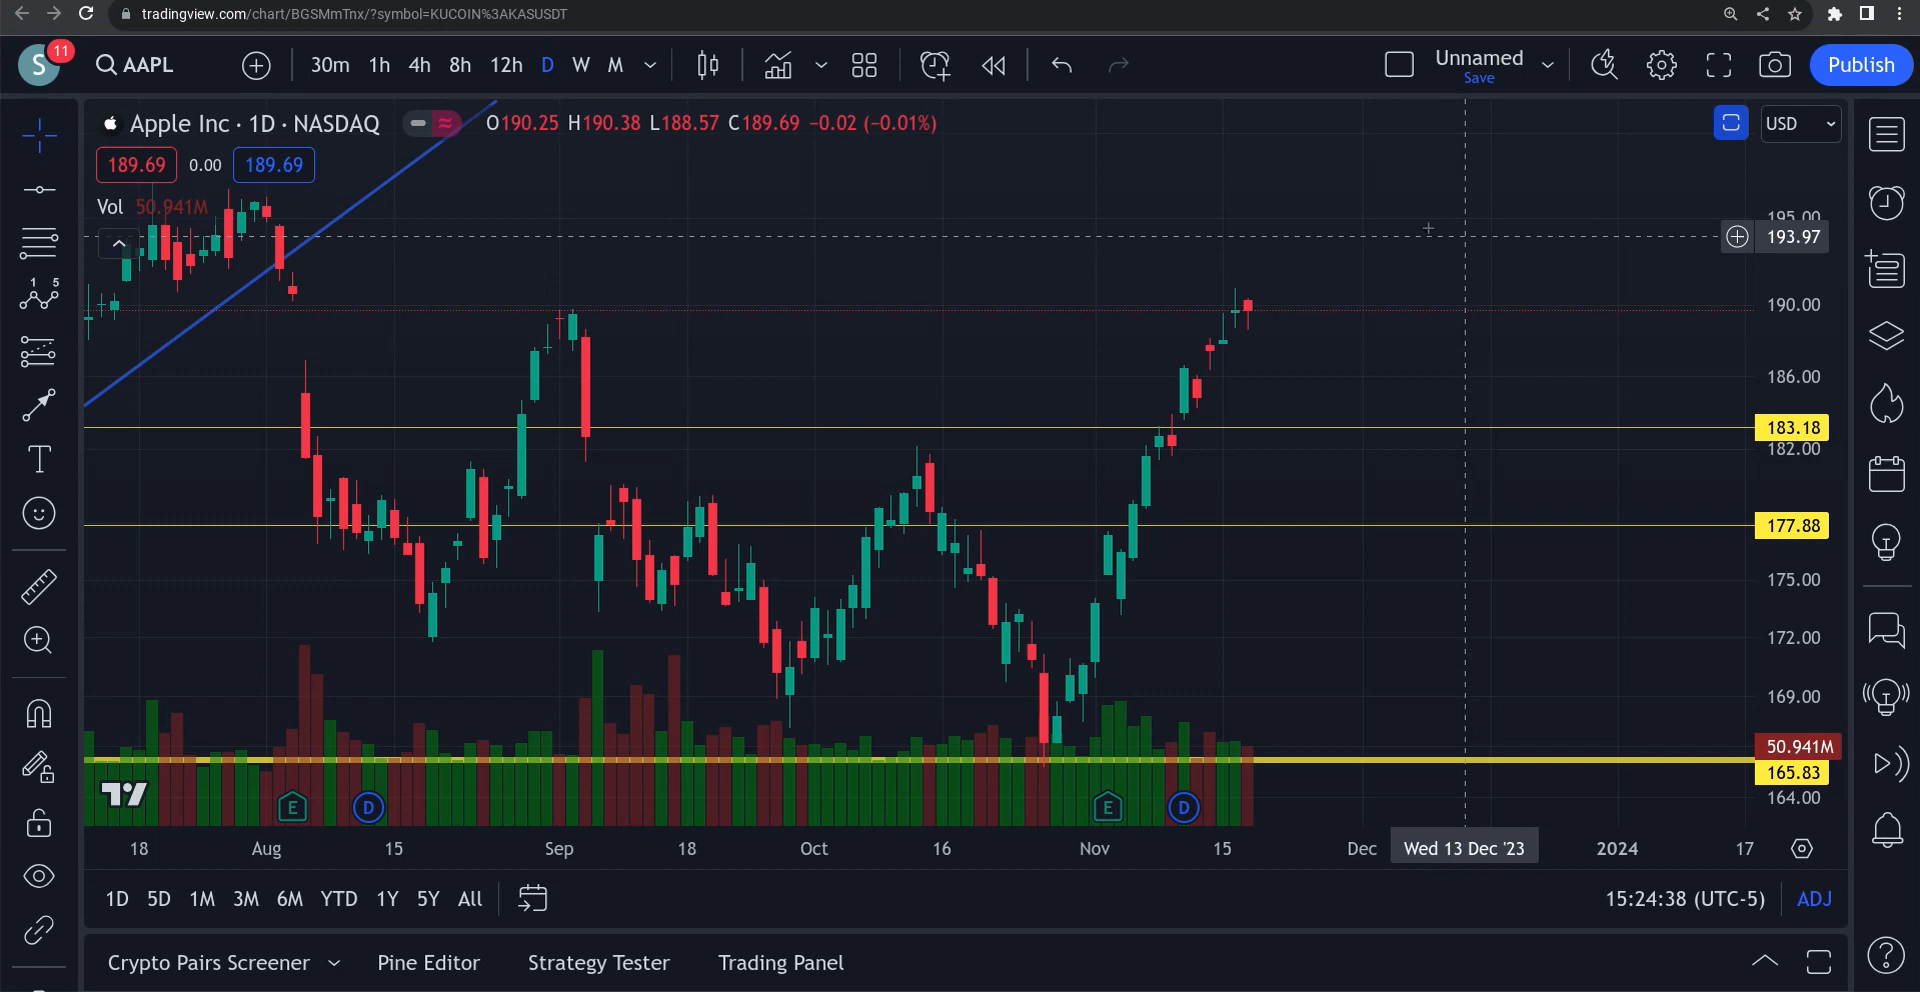 tradingview.com/chart/BGSMmTnx/?symbol=KUCOIN%3AKASUSDT
S 11 AAPL 30m 1h 4h 8h 12h D W M Unnamed Save Publish
Apple Inc · 1D · NASDAQ O190.25 H190.38 L188.57 C189.69 −0.02 (−0.01%) USD
189.69 0.00 189.69
Vol 50.941M
195.00
193.97
190.00
186.00
183.18
182.00
177.88
175.00
172.00
169.00
50.941M
165.83
164.00
E D E D
18 Aug 15 Sep 18 Oct 16 Nov 15 Dec Wed 13 Dec '23 2024 17
1D 5D 1M 3M 6M YTD 1Y 5Y All 15:24:38 (UTC-5) ADJ
Crypto Pairs Screener Pine Editor Strategy Tester Trading Panel